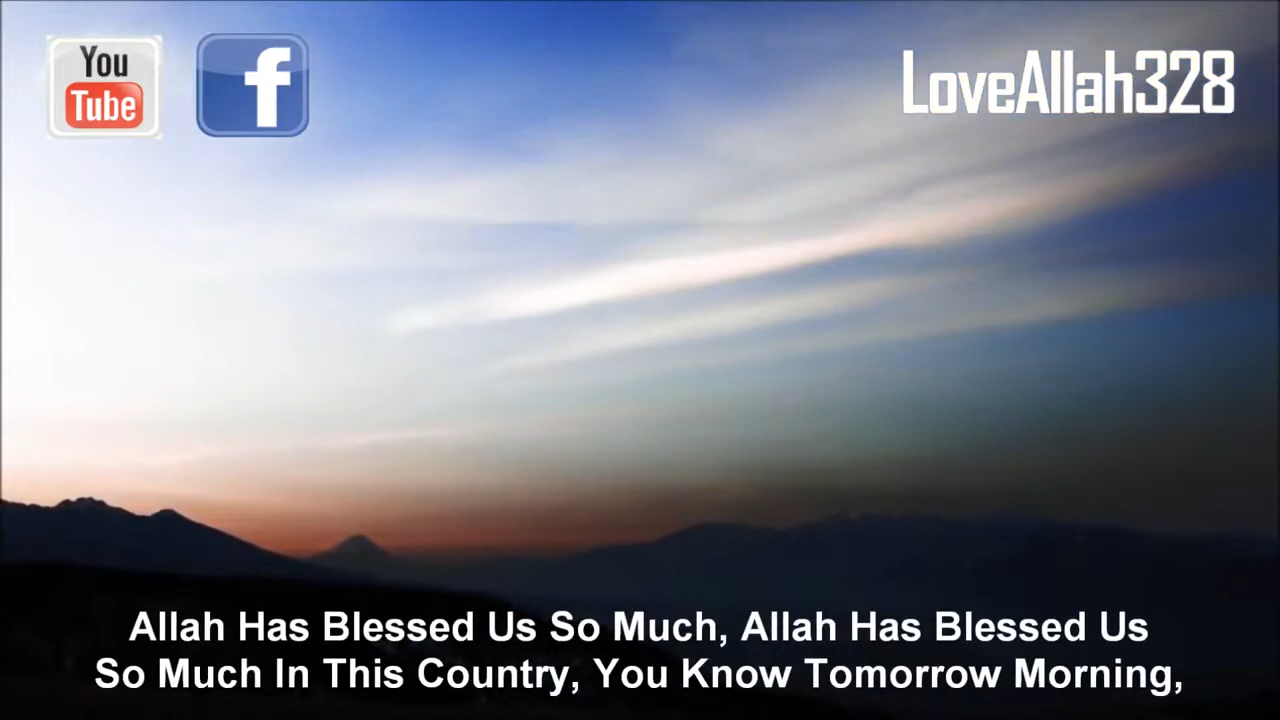 You
Tube
f
LoveAllah328
Allah Has Blessed Us So Much, Allah Has Blessed Us
So Much In This Country, You Know Tomorrow Morning,